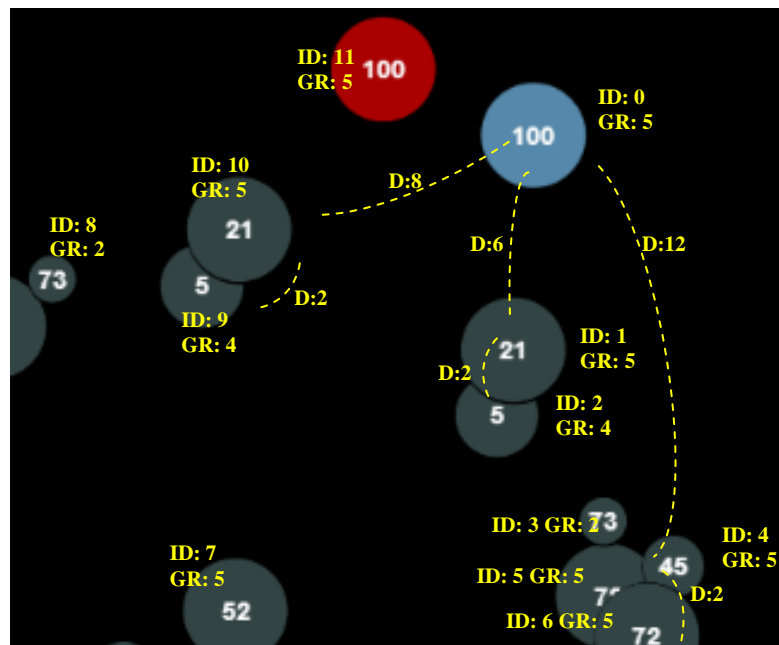 ID: 11
GR: 5
100
ID: 0
GR: 5
100
ID: 10
GR: 5
21
D:8
ID: 8
GR: 2
73
D:6
D:12
5
D:2
ID: 9
GR: 4
ID: 1
GR: 5
21
D:2
ID: 2
GR: 4
5
ID: 3 GR: 2
73
ID: 4
GR: 5
45
ID: 7
GR: 5
52
ID: 5 GR: 5
D:2
ID: 6 GR: 5
72